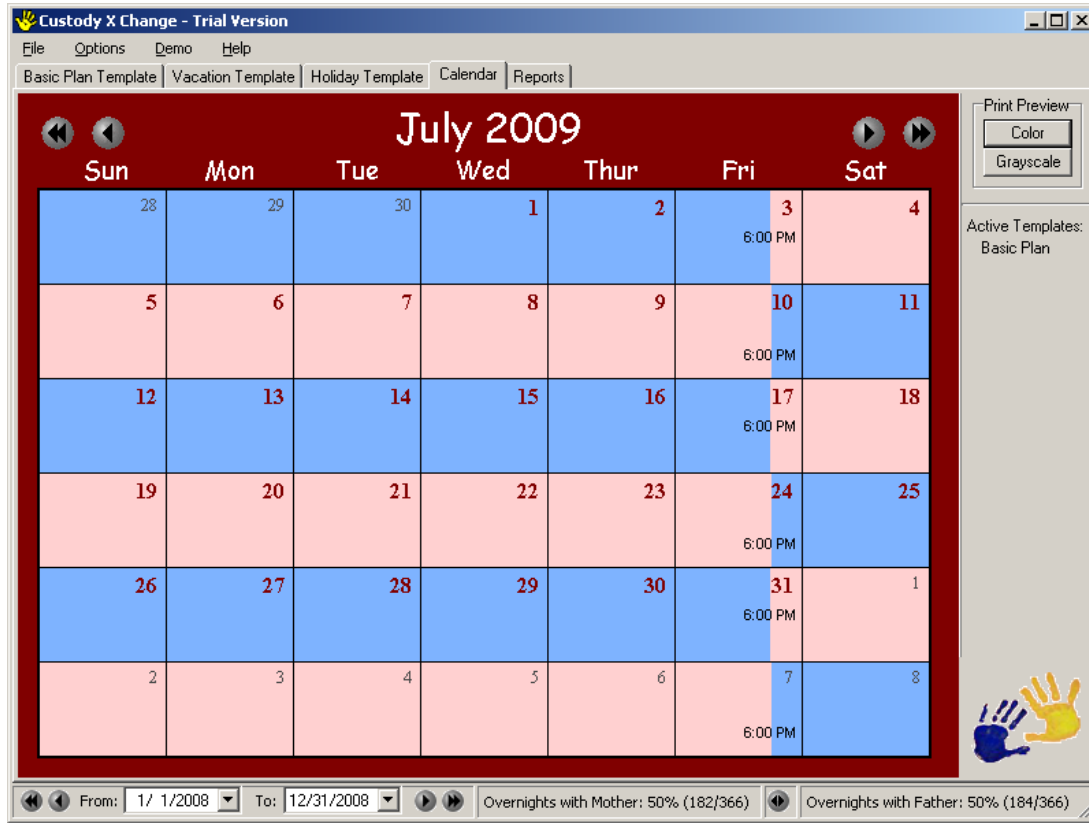 Custody X Change - Trial Version
File Options Demo Help
Basic Plan Template Vacation Template Holiday Template Calendar Reports
July 2009
Sun Mon Tue Wed Thur Fri Sat
28 29 30 1 2 3 4
6:00 PM
5 6 7 8 9 10 11
6:00 PM
12 13 14 15 16 17 18
6:00 PM
19 20 21 22 23 24 25
6:00 PM
26 27 28 29 30 31 1
6:00 PM
2 3 4 5 6 7 8
6:00 PM
Print Preview
Color
Grayscale
Active Templates:
Basic Plan
From: 1/ 1/2008 To: 12/31/2008 Overnights with Mother: 50% (182/366) Overnights with Father: 50% (184/366)